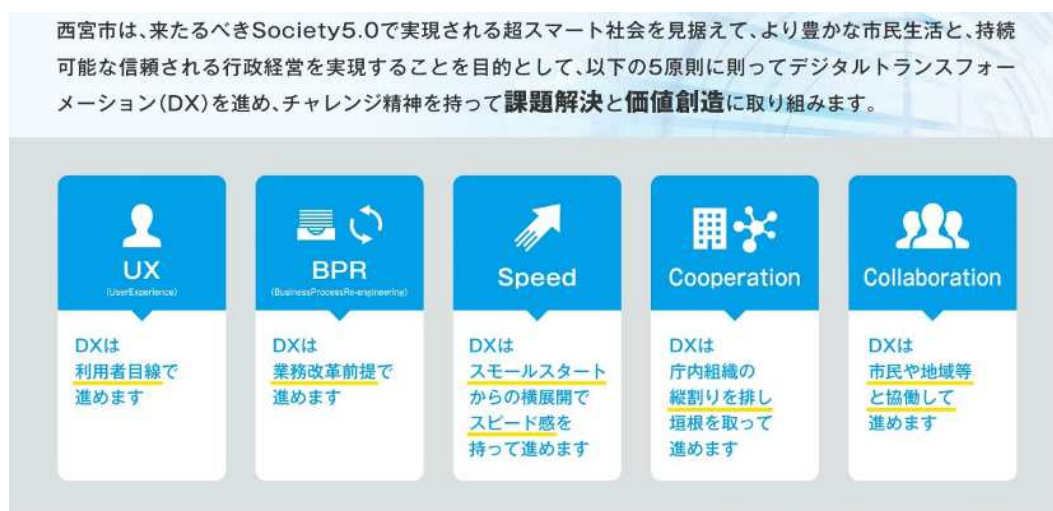 西宮市は、来たるべきSociety5.0で実現される超スマート社会を見据えて、より豊かな市民生活と、持続
可能な信頼される行政経営を実現することを目的として、以下の5原則に則ってデジタルトランスフォー
メーション(DX)を進め、チャレンジ精神を持って課題解決と価値創造に取り組みます。
UX
(UserExperience)
DXは
利用者目線で
進めます
BPR
(BusinessProcessRe-engineering)
DXは
業務改革前提で
進めます
Speed
DXは
スモールスタート
からの横展開で
スピード感を
持って進めます
Cooperation
DXは
庁内組織の
縦割りを排し
垣根を取って
進めます
Collaboration
DXは
市民や地域等
と協働して
進めます